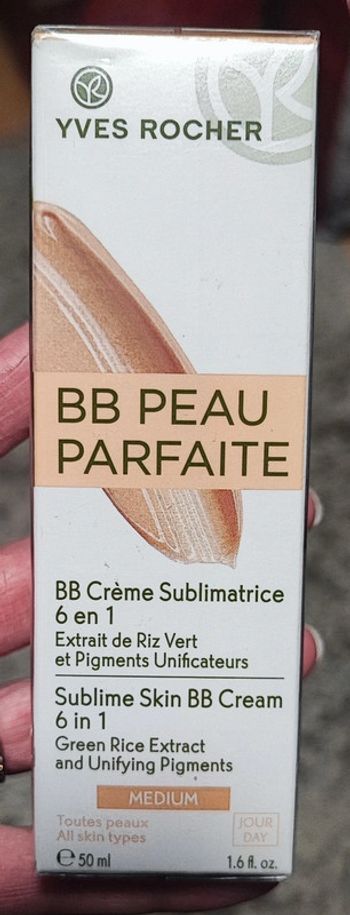 YVES ROCHER
BB PEAU
PARFAITE
BB Crème Sublimatrice
6 en 1
Extrait de Riz Vert
et Pigments Unificateurs
Sublime Skin BB Cream
6 in 1
Green Rice Extract
and Unifying Pigments
MEDIUM
Toutes peaux
All skin types
JOUR
DAY
℮ 50 ml
1.6 fl. oz.